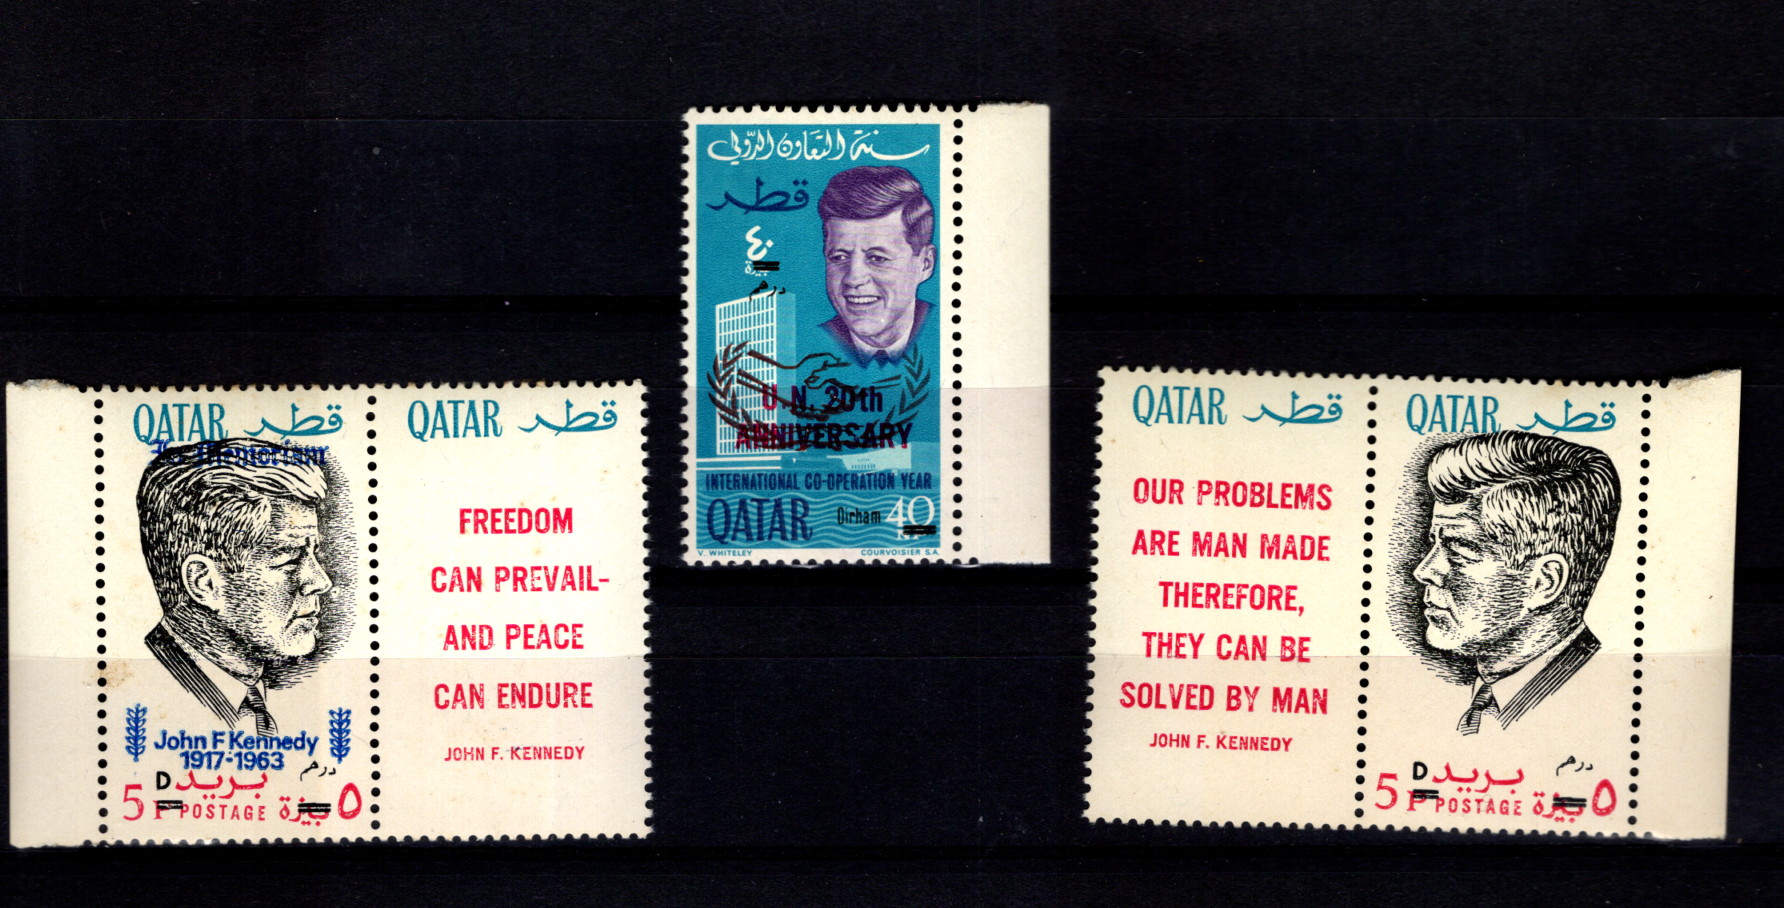 سنة التعاون الدولي
قطر
٤٠
بيزة
درهم
U.N. 20th
ANNIVERSARY
INTERNATIONAL CO-OPERATION YEAR
QATAR Dirham 40
V. WHITELEY COURVOISIER S.A.
QATAR قطر
In Memoriam
John F Kennedy
1917-1963
D بريد درهم
5 P POSTAGE بيزة ٥
QATAR قطر
FREEDOM
CAN PREVAIL-
AND PEACE
CAN ENDURE
JOHN F. KENNEDY
QATAR قطر
OUR PROBLEMS
ARE MAN MADE
THEREFORE,
THEY CAN BE
SOLVED BY MAN
JOHN F. KENNEDY
QATAR قطر
D بريد درهم
5 P POSTAGE بيزة ٥